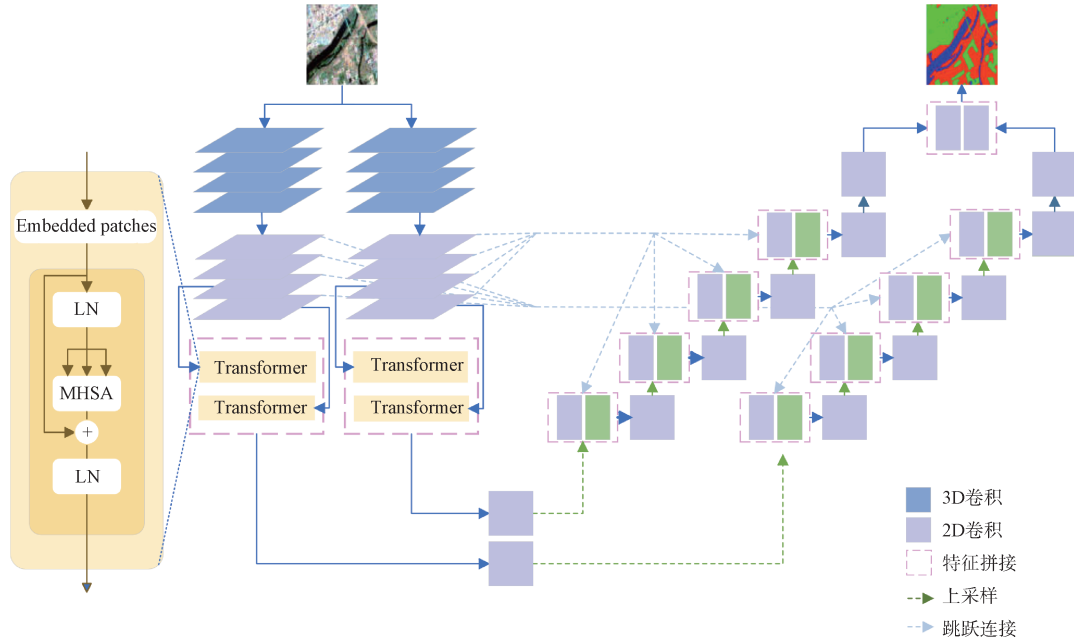 Embedded patches
LN
MHSA
+
LN
Transformer
Transformer
Transformer
Transformer
3D卷积
2D卷积
特征拼接
上采样
跳跃连接